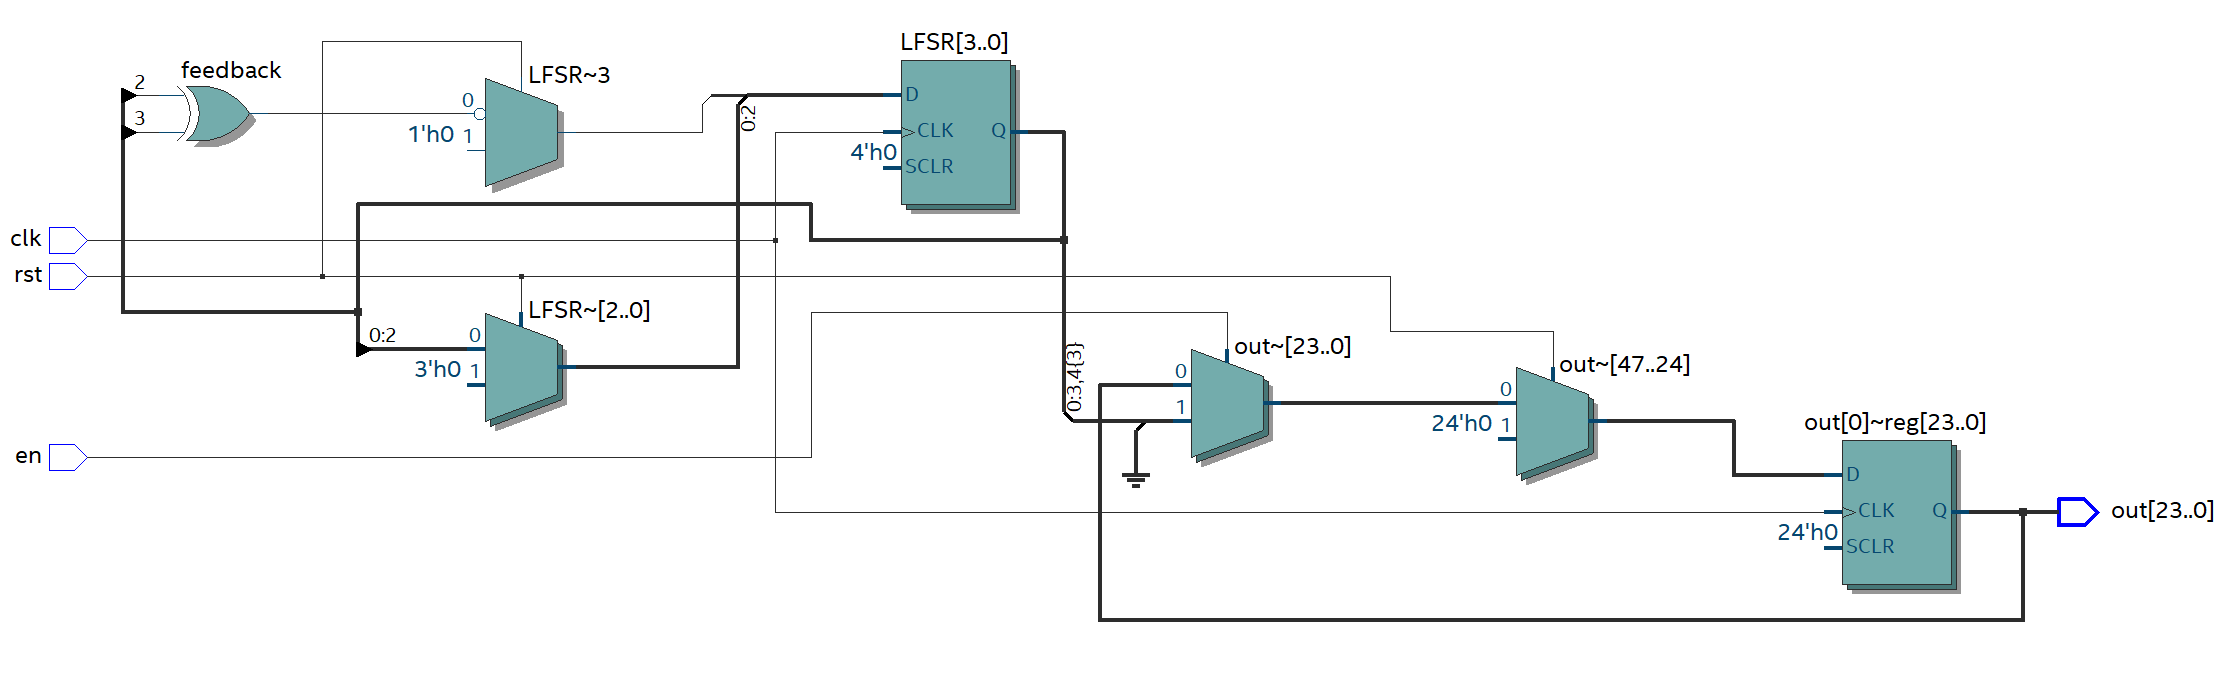 LFSR[3..0]
feedback
LFSR~3
2
3
0
1'h0 1
0:2
D
CLK
Q
4'h0
SCLR
clk
rst
LFSR~[2..0]
0:2
0
3'h0 1
0:3,4{3}
out~[23..0]
0
1
out~[47..24]
0
24'h0 1
en
out[0]~reg[23..0]
D
CLK
Q
24'h0
SCLR
out[23..0]